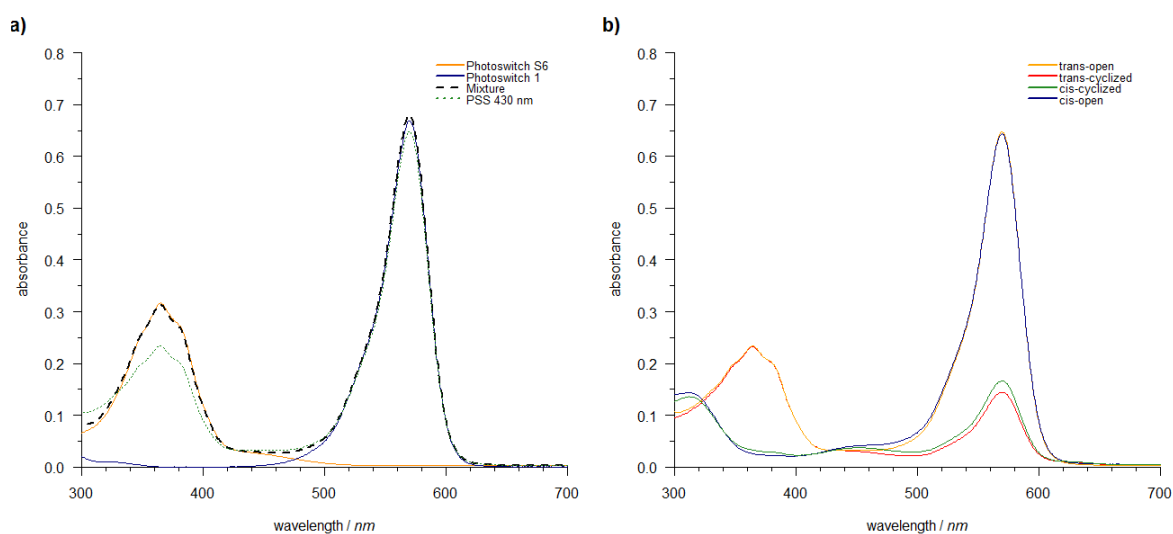 a)
0.8
0.7
0.6
0.5
0.4
0.3
0.2
0.1
0.0
absorbance
300
400
500
600
700
wavelength / nm
Photoswitch S6
Photoswitch 1
Mixture
PSS 430 nm
b)
0.8
0.7
0.6
0.5
0.4
0.3
0.2
0.1
0.0
absorbance
300
400
500
600
700
wavelength / nm
trans-open
trans-cyclized
cis-cyclized
cis-open